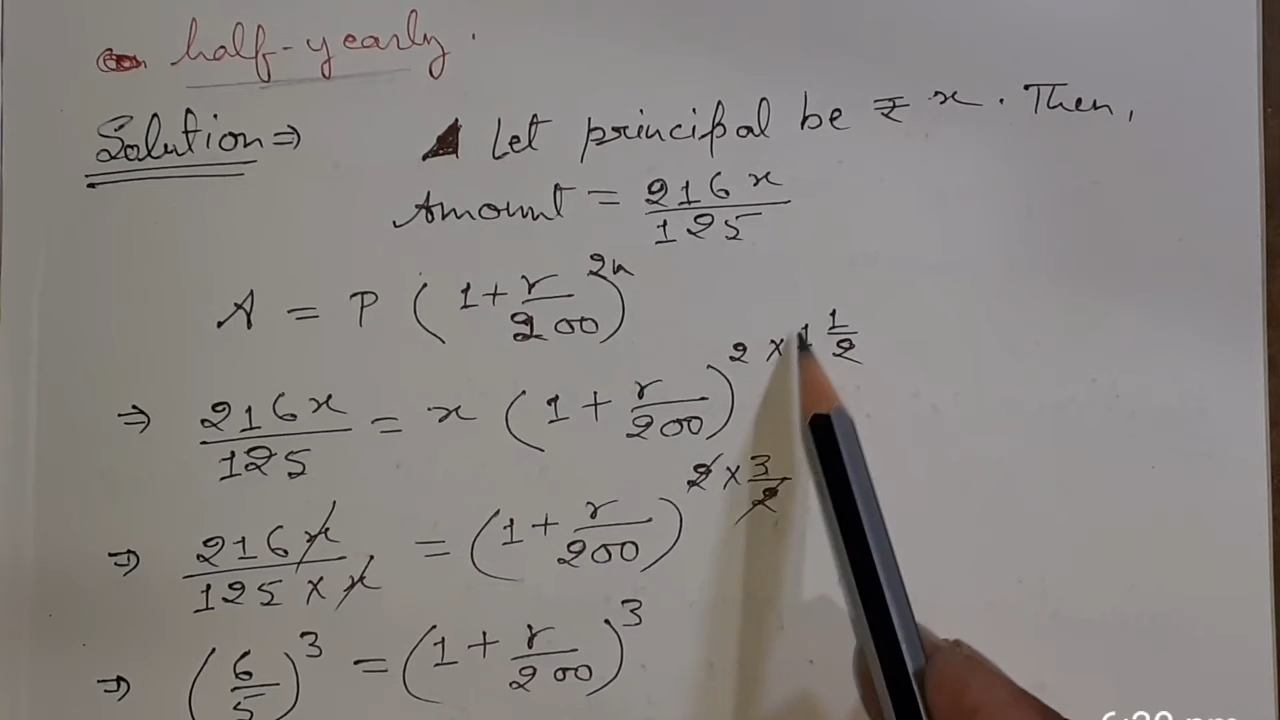 half-yearly.
Solution ⇒ Let principal be ₹ x. Then,
Amount = 216x/125
A = P (1 + r/200)^2n
⇒ 216x/125 = x (1 + r/200)^2 × 1 1/2
⇒ 216x/125 × x = (1 + r/200)^2 × 3/2
⇒ (6/5)^3 = (1 + r/200)^3